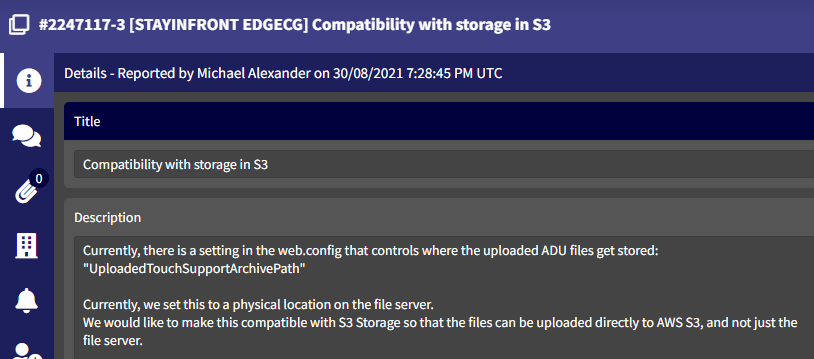 #2247117-3 [STAYINFRONT EDGECG] Compatibility with storage in S3
Details - Reported by Michael Alexander on 30/08/2021 7:28:45 PM UTC
Title
Compatibility with storage in S3
0
Description
Currently, there is a setting in the web.config that controls where the uploaded ADU files get stored:
"UploadedTouchSupportArchivePath"
Currently, we set this to a physical location on the file server.
We would like to make this compatible with S3 Storage so that the files can be uploaded directly to AWS S3, and not just the
file server.